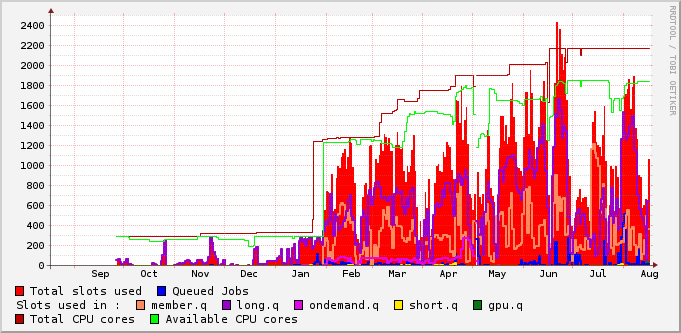 2400
2200
2000
1800
1600
1400
1200
1000
800
600
400
200
0
Sep Oct Nov Dec Jan Feb Mar Apr May Jun Jul Aug
RRDTOOL / TOBI OETIKER
Total slots used Queued Jobs
Slots used in : member.q long.q ondemand.q short.q gpu.q
Total CPU cores Available CPU cores